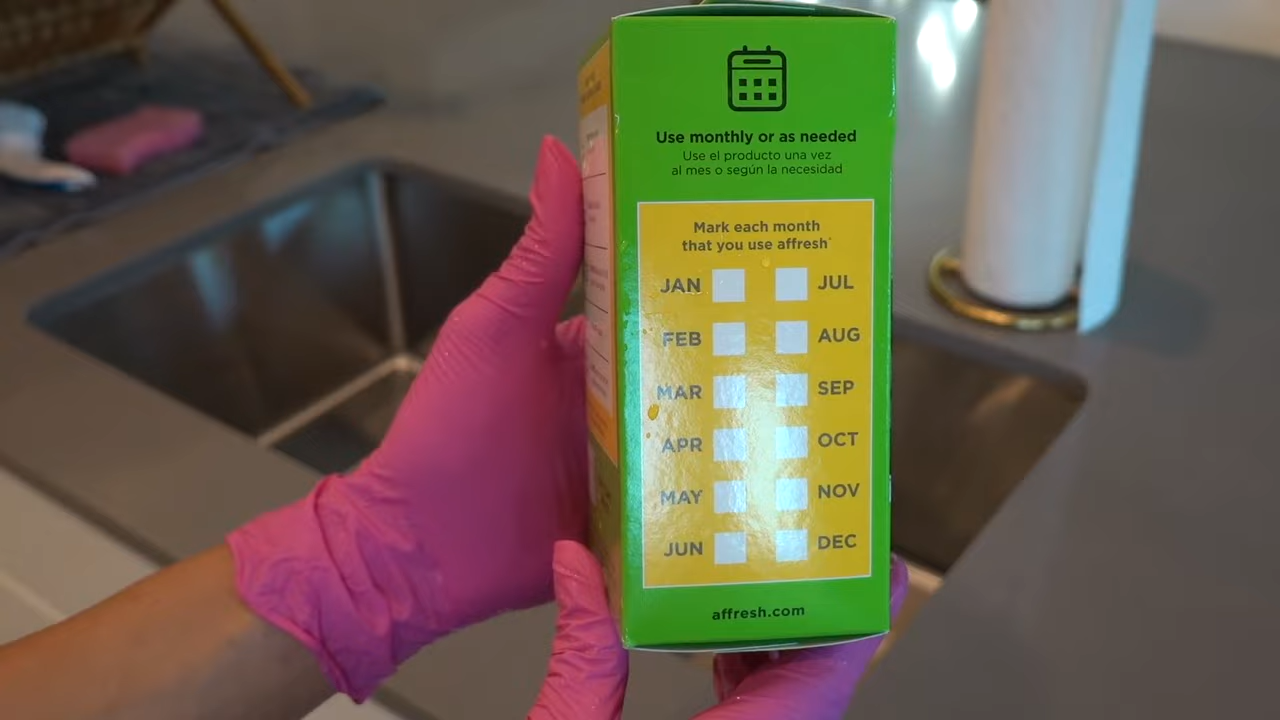 Use monthly or as needed
Use el producto una vez
al mes o según la necesidad
Mark each month
that you use affresh®
JAN JUL
FEB AUG
MAR SEP
APR OCT
MAY NOV
JUN DEC
affresh.com